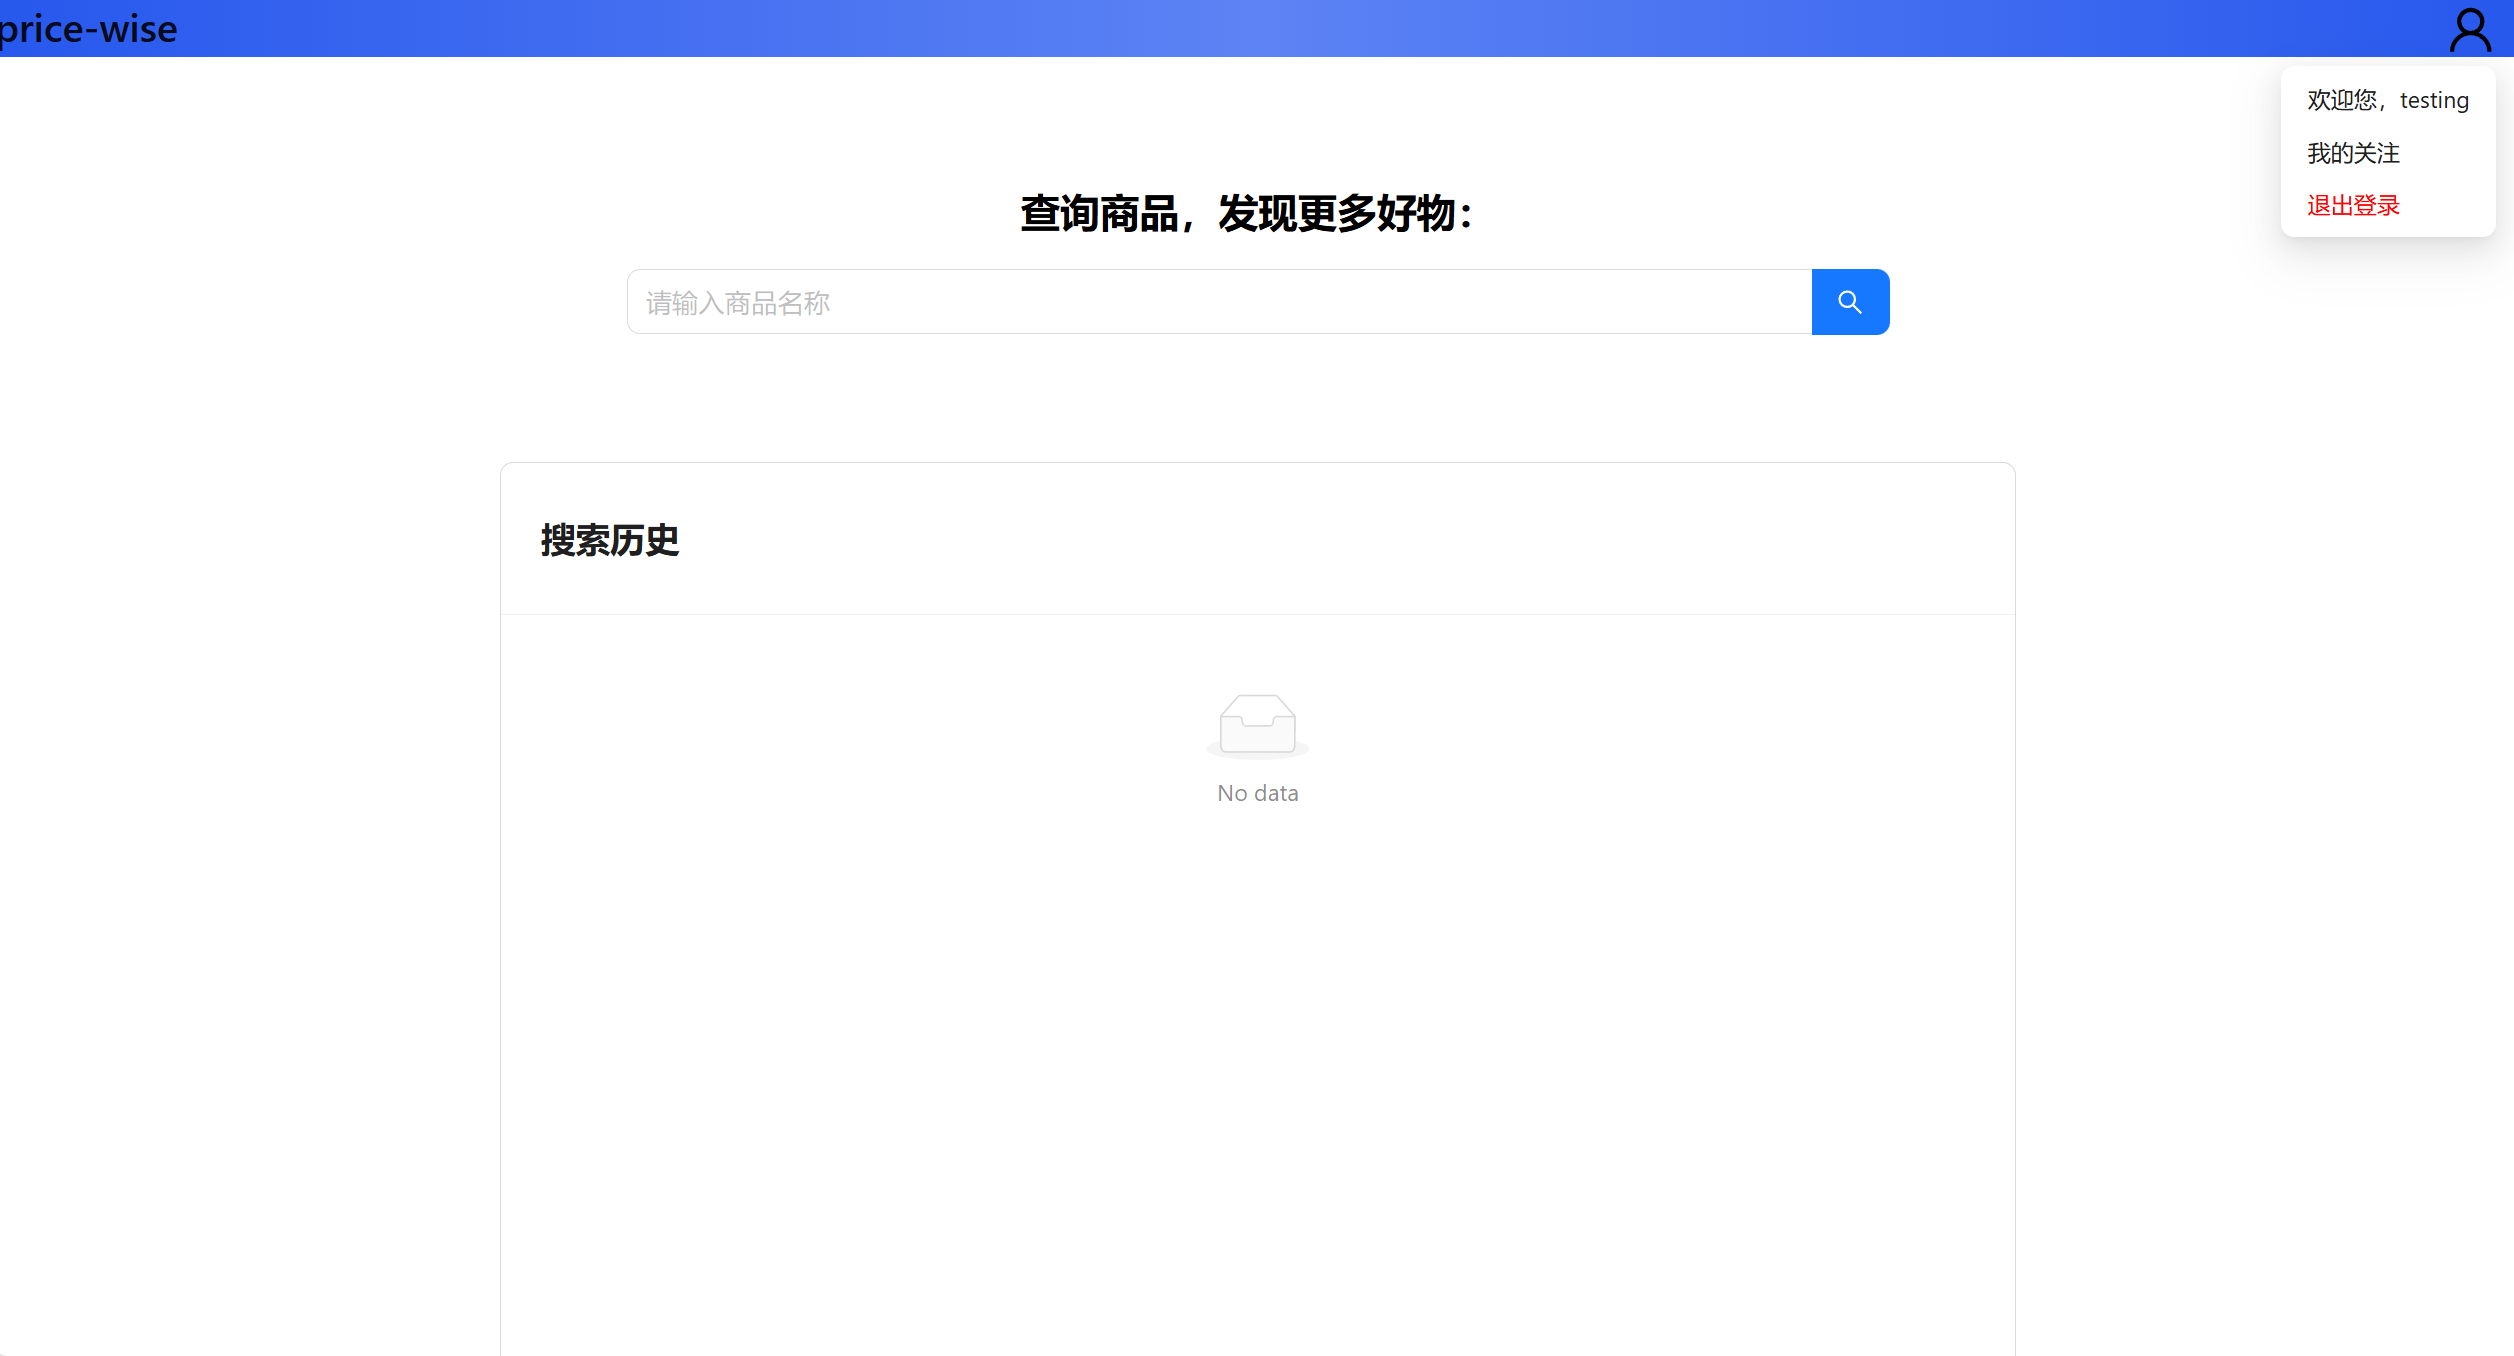 price-wise
欢迎您，testing
我的关注
退出登录
查询商品，发现更多好物：
请输入商品名称
搜索历史
No data